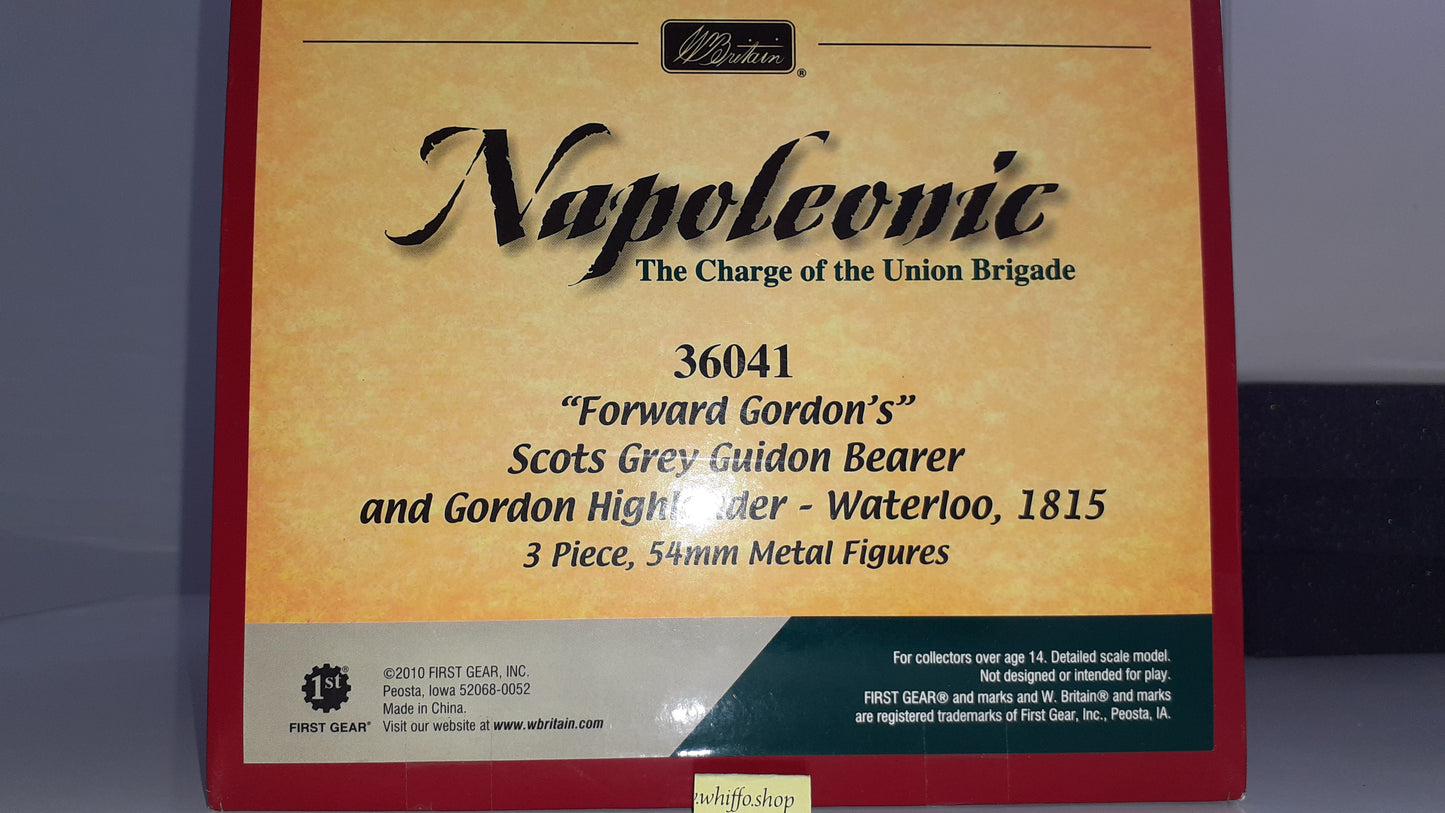 W Britain ®
Napoleonic
The Charge of the Union Brigade
36041
“Forward Gordon’s”
Scots Grey Guidon Bearer
and Gordon Highlander - Waterloo, 1815
3 Piece, 54mm Metal Figures
1st ®
FIRST GEAR®
©2010 FIRST GEAR, INC.
Peosta, Iowa 52068-0052
Made in China.
Visit our website at www.wbritain.com
For collectors over age 14. Detailed scale model.
Not designed or intended for play.
FIRST GEAR® and marks and W. Britain® and marks
are registered trademarks of First Gear, Inc., Peosta, IA.
.whiffo.shop